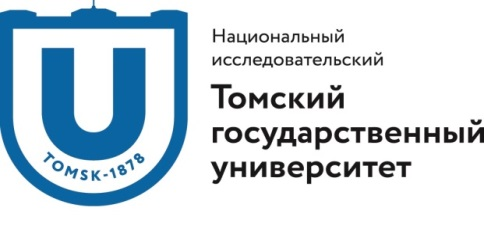 U
TOMSK-1878
Национальный
исследовательский
Томский
государственный
университет